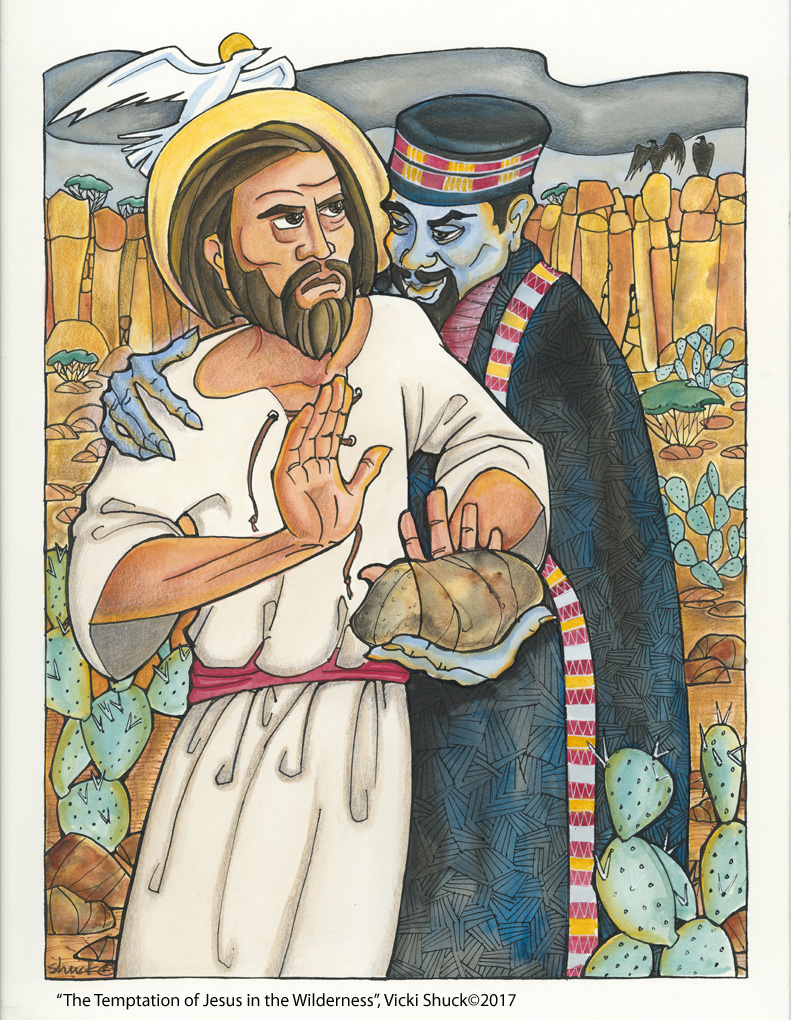 shuck©
“The Temptation of Jesus in the Wilderness”, Vicki Shuck©2017